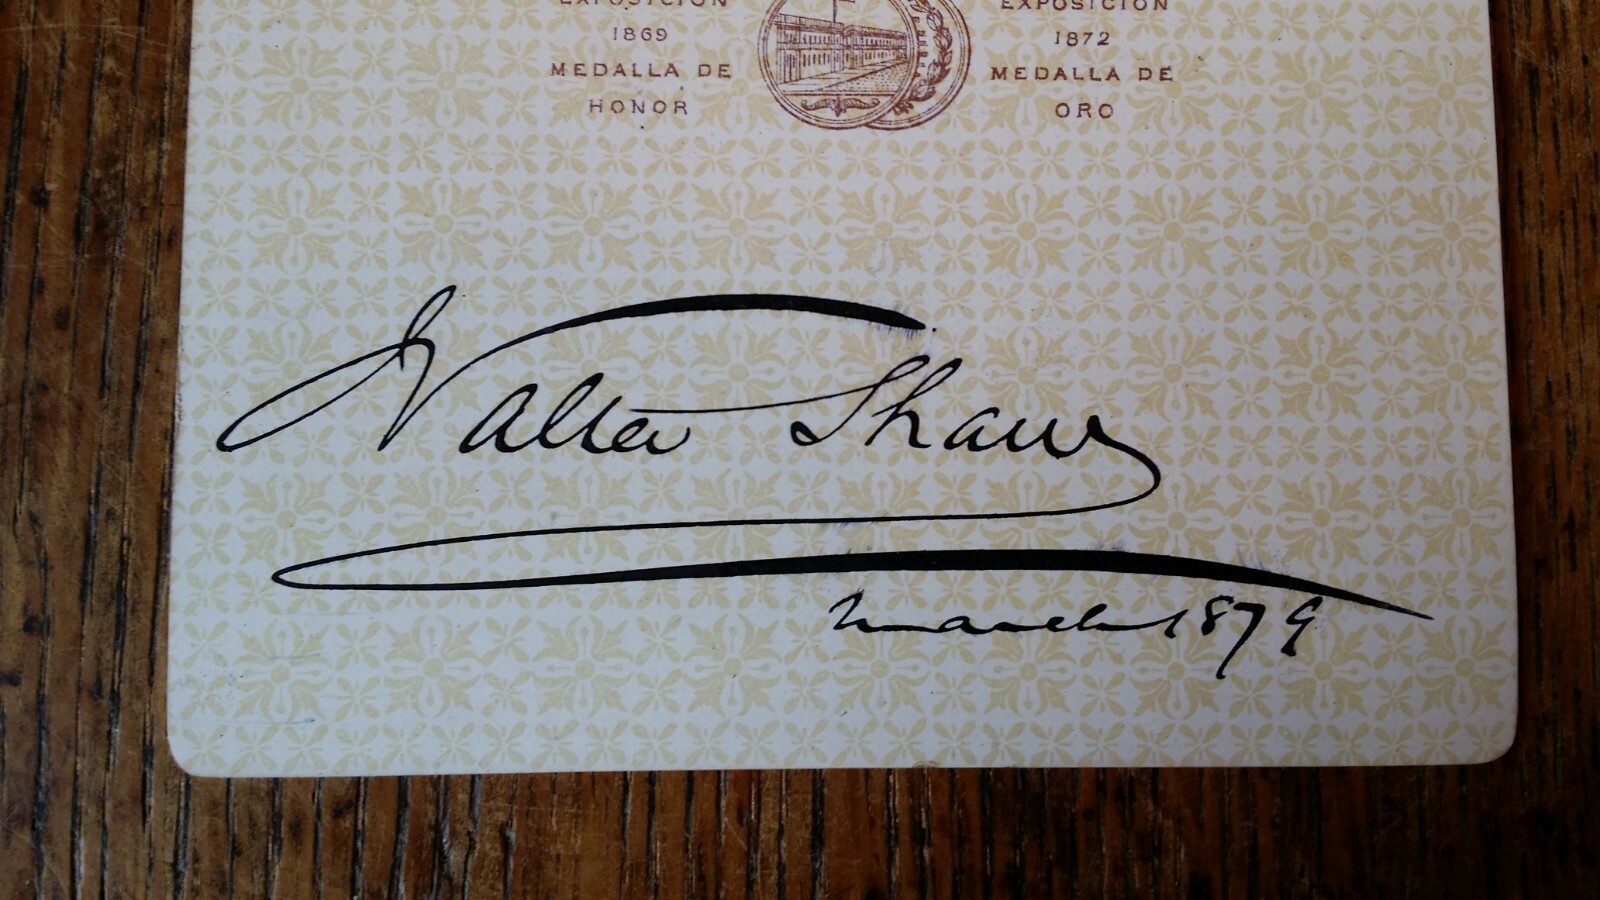 EXPOSICION
1869
MEDALLA DE
HONOR
EXPOSICION
1872
MEDALLA DE
ORO
Walter Shaw
March 1879